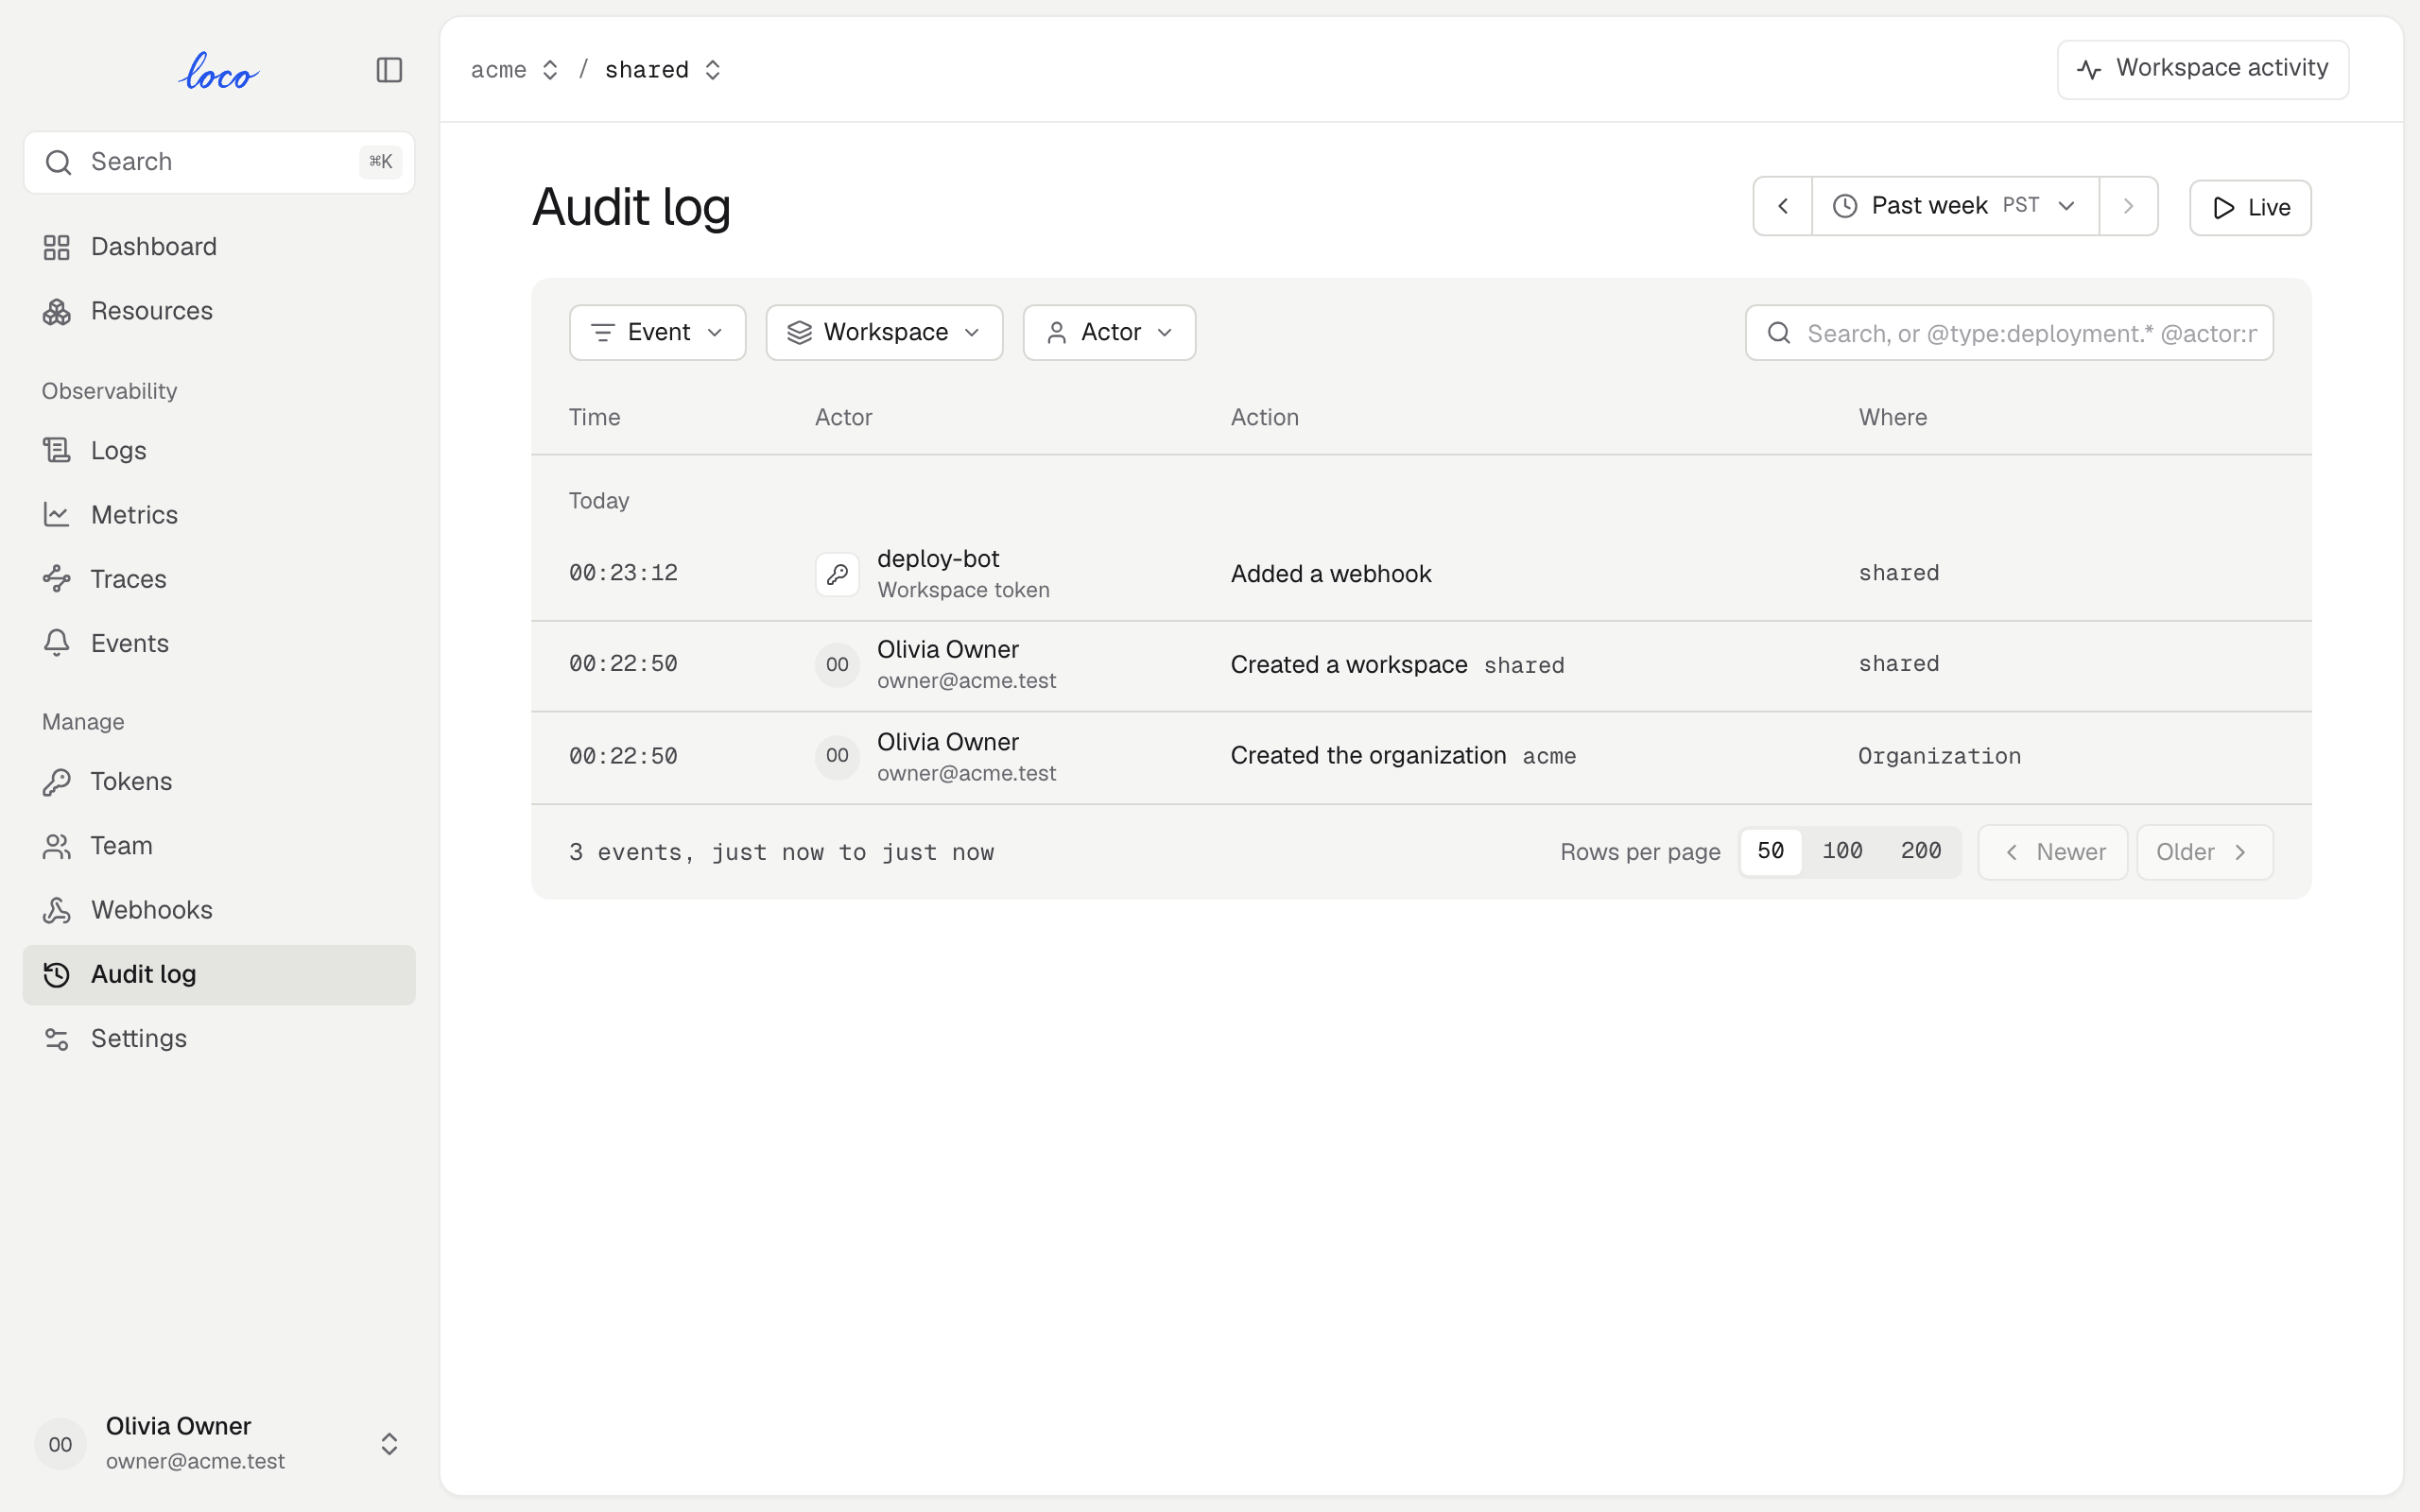 loco
acme / shared
Workspace activity
Search ⌘K
Dashboard
Resources
Observability
Logs
Metrics
Traces
Events
Manage
Tokens
Team
Webhooks
Audit log
Settings
OO Olivia Owner
owner@acme.test
Audit log
Past week PST
Live
Event Workspace Actor
Search, or @type:deployment.* @actor:r
Time Actor Action Where
Today
00:23:12 deploy-bot Added a webhook shared
Workspace token
00:22:50 OO Olivia Owner Created a workspace shared shared
owner@acme.test
00:22:50 OO Olivia Owner Created the organization acme Organization
owner@acme.test
3 events, just now to just now Rows per page 50 100 200 Newer Older